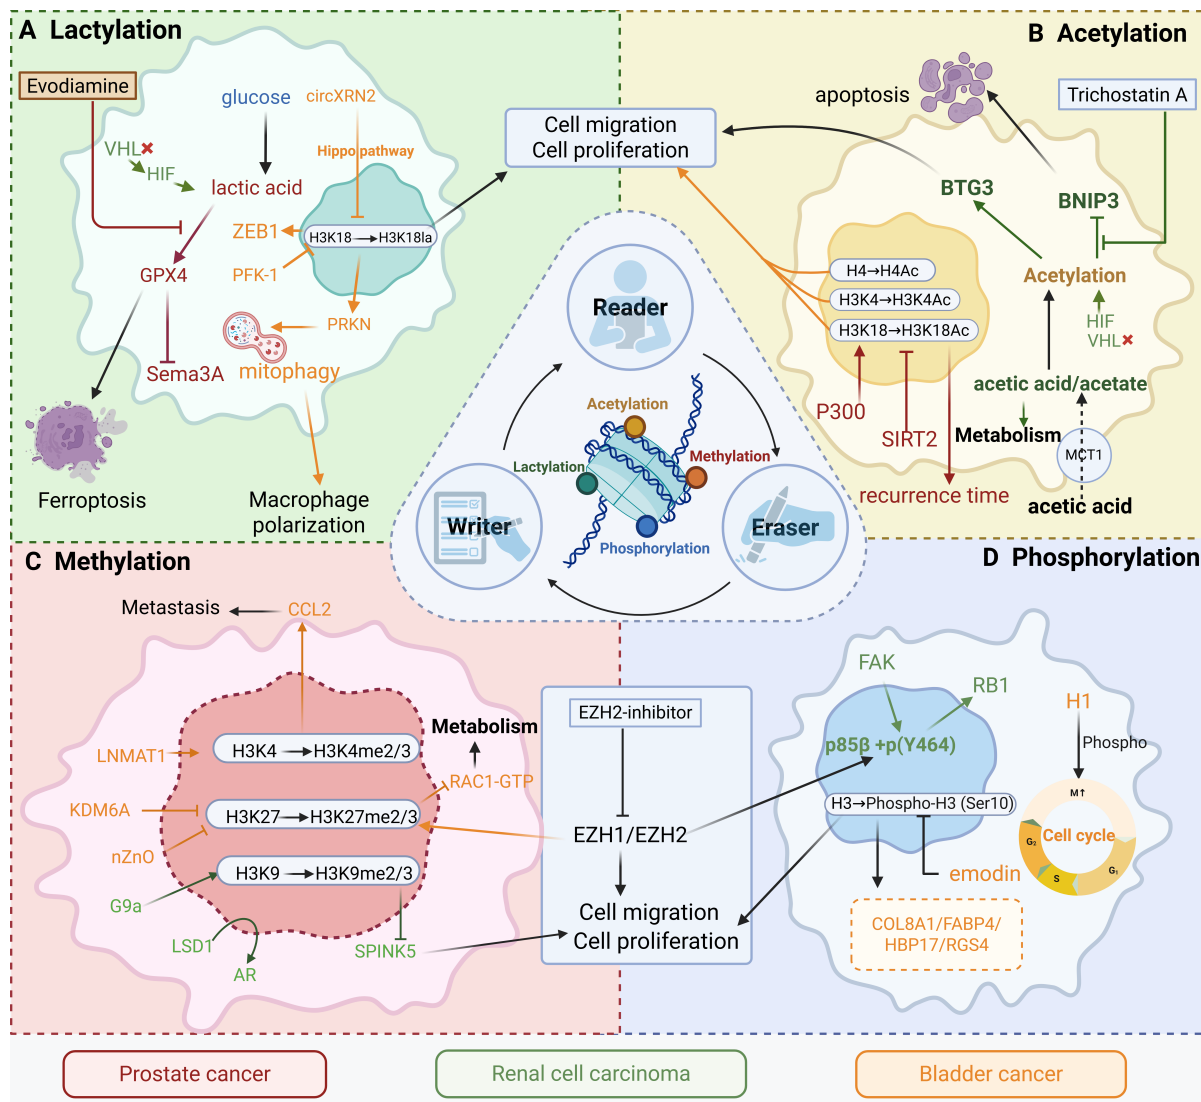 A Lactylation
Evodiamine
glucose
circXRN2
VHL
HIF
Hippo pathway
lactic acid
ZEB1
H3K18 → H3K18la
PFK-1
GPX4
PRKN
Sema3A
mitophagy
Ferroptosis
Macrophage
polarization
Cell migration
Cell proliferation
B Acetylation
apoptosis
Trichostatin A
BTG3
BNIP3
H4→H4Ac
H3K4→H3K4Ac
H3K18→H3K18Ac
Acetylation
HIF
VHL
acetic acid/acetate
P300
SIRT2
Metabolism
MCT1
recurrence time
acetic acid
Reader
Acetylation
Methylation
Lactylation
Phosphorylation
Writer
Eraser
C Methylation
Metastasis
CCL2
Metabolism
LNMAT1
H3K4 → H3K4me2/3
RAC1-GTP
KDM6A
H3K27 → H3K27me2/3
nZnO
H3K9 → H3K9me2/3
G9a
LSD1
AR
SPINK5
EZH2-inhibitor
EZH1/EZH2
Cell migration
Cell proliferation
D Phosphorylation
FAK
RB1
H1
p85β +p(Y464)
Phospho
H3→Phospho-H3 (Ser10)
M↑
G₂
Cell cycle
S
G₁
emodin
COL8A1/FABP4/
HBP17/RGS4
Prostate cancer
Renal cell carcinoma
Bladder cancer